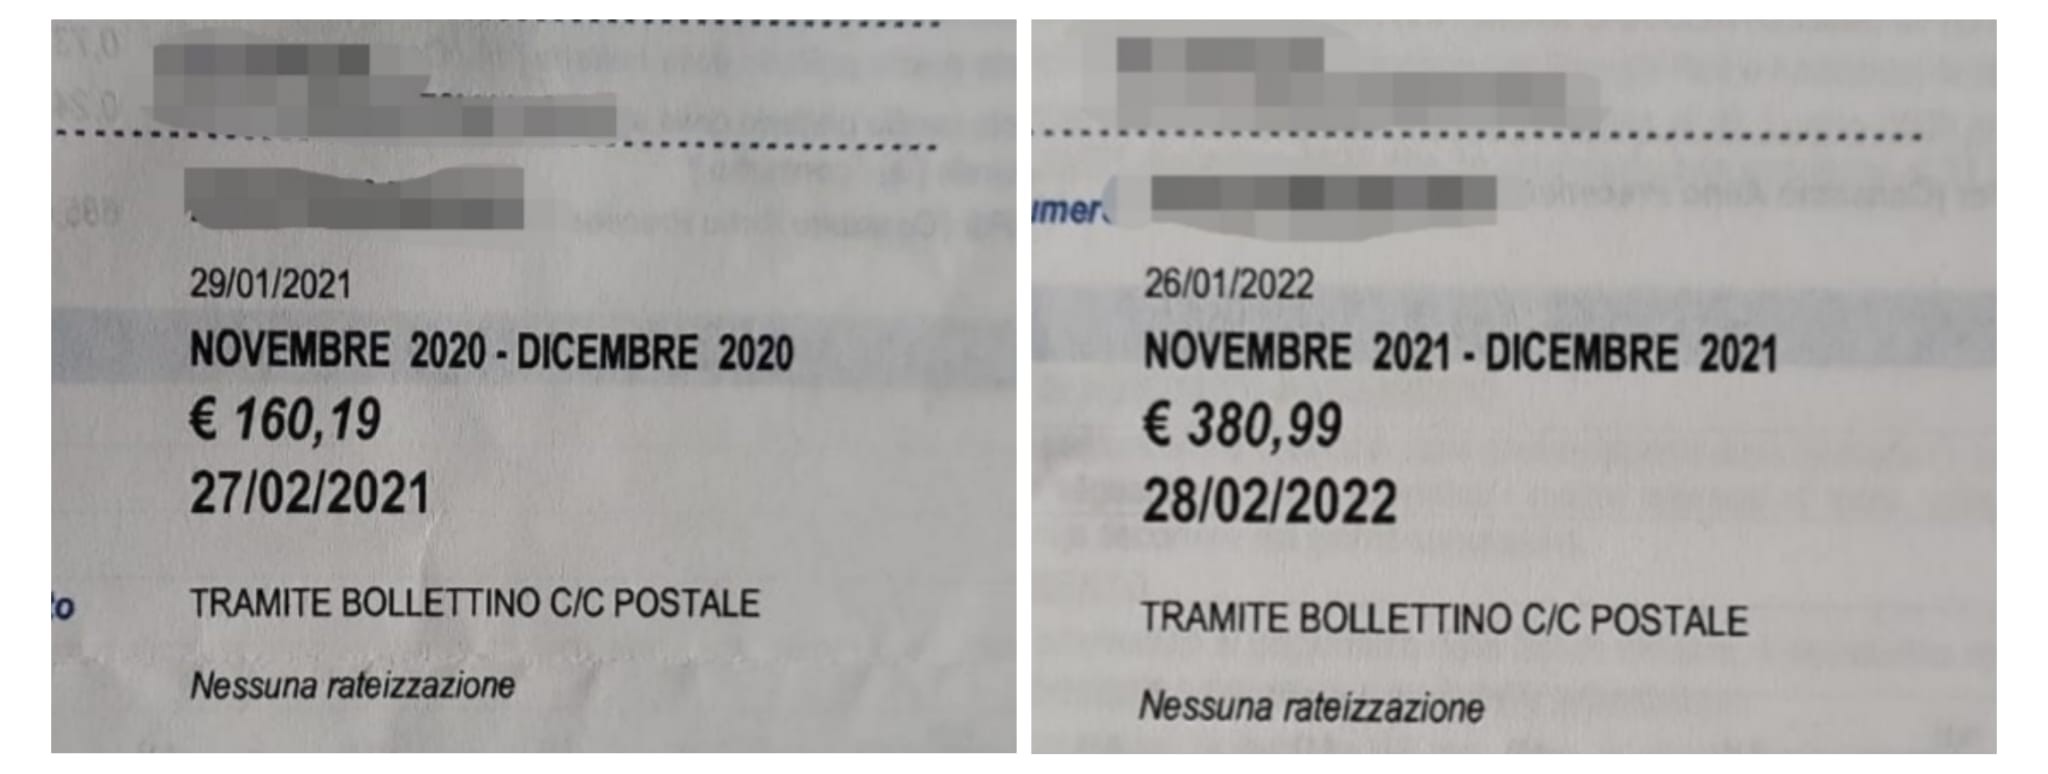 29/01/2021
NOVEMBRE 2020 - DICEMBRE 2020
€ 160,19
27/02/2021
TRAMITE BOLLETTINO C/C POSTALE
Nessuna rateizzazione
26/01/2022
NOVEMBRE 2021 - DICEMBRE 2021
€ 380,99
28/02/2022
TRAMITE BOLLETTINO C/C POSTALE
Nessuna rateizzazione